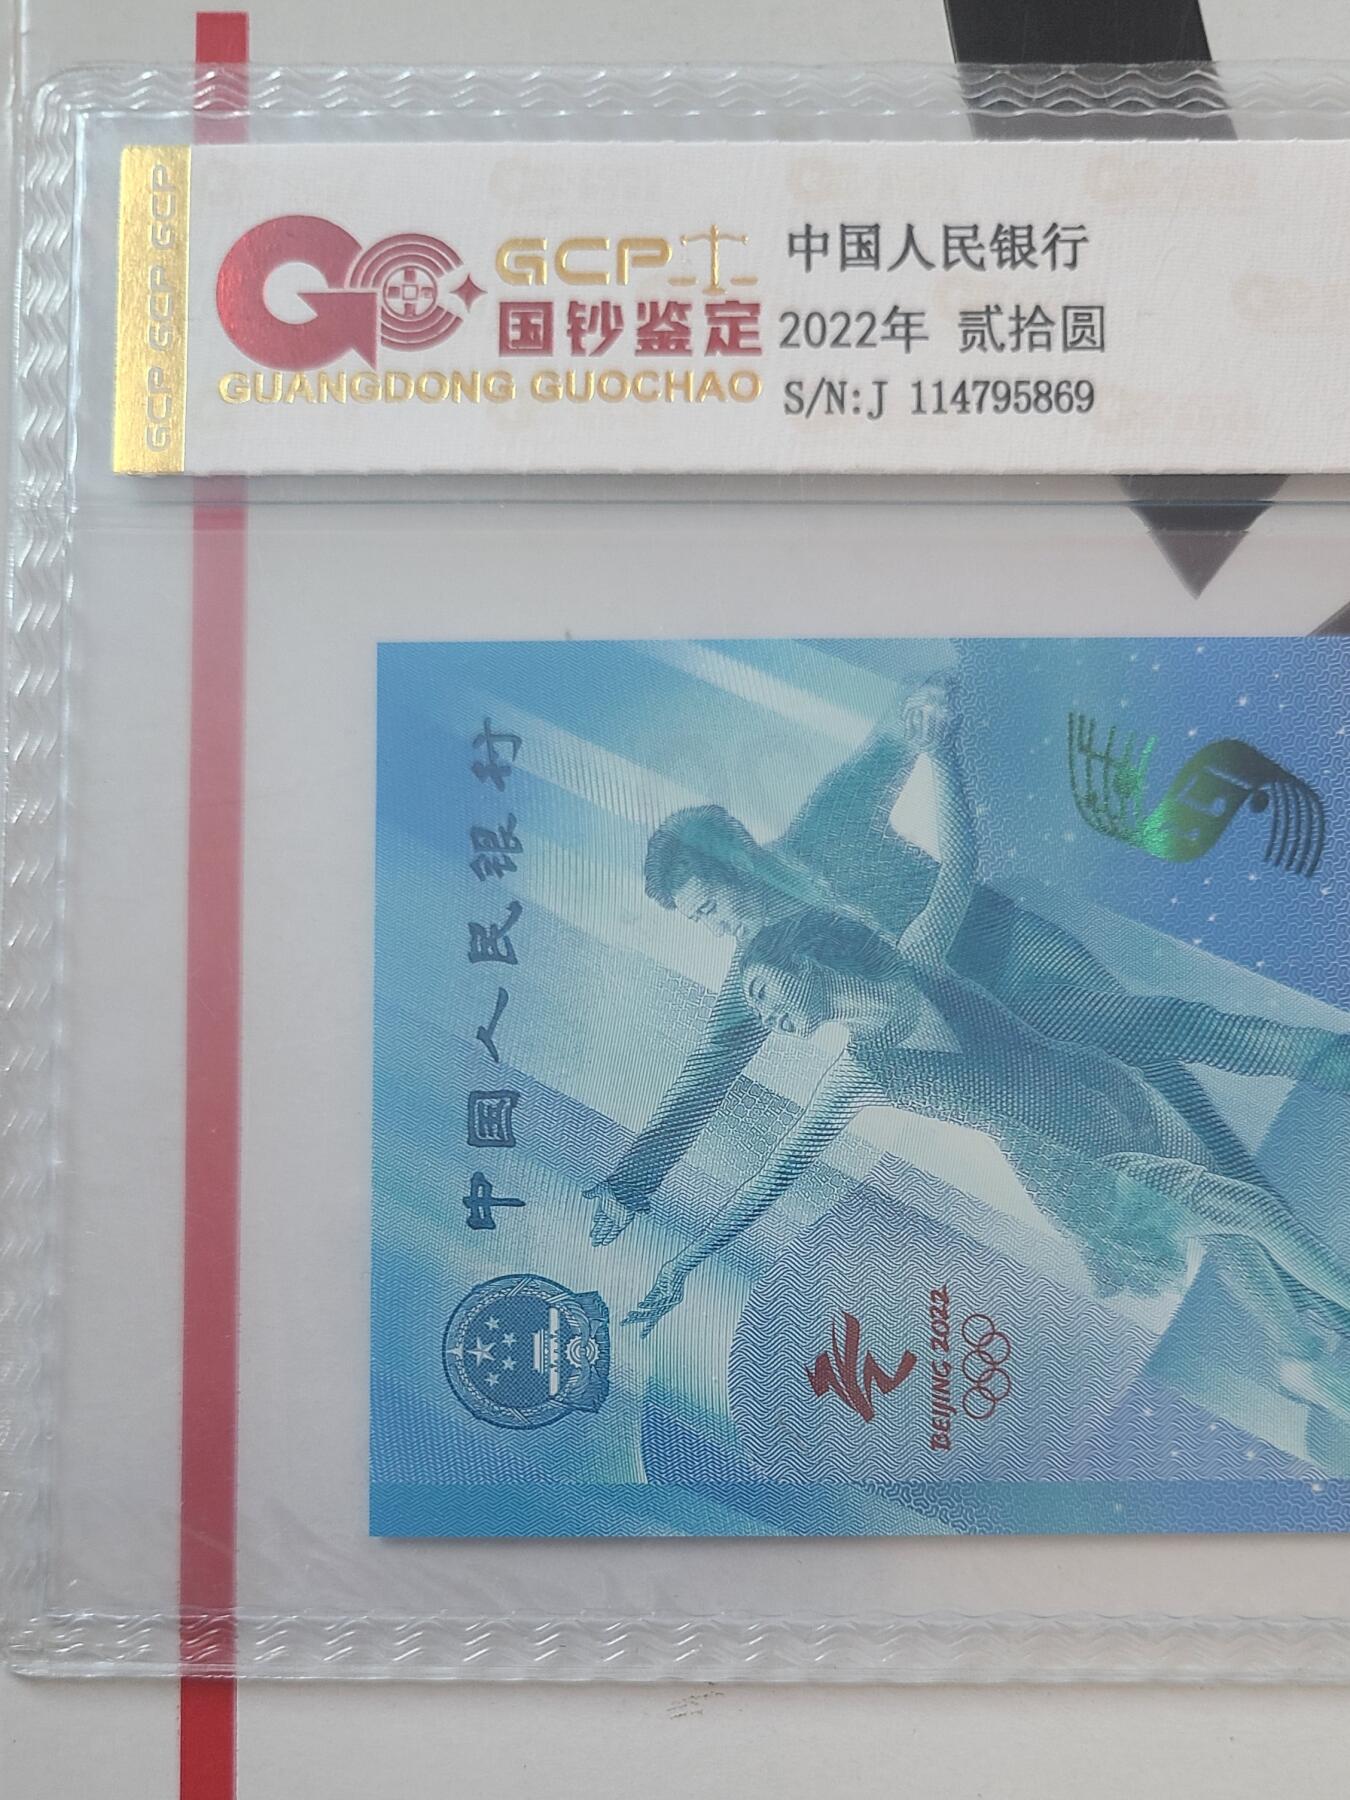 GCP GCP GCP
GCP
国钞鉴定
GUANGDONG GUOCHAO
中国人民银行
2022年 贰拾圆
S/N:J 114795869
中国人民银行
BEIJING 2022